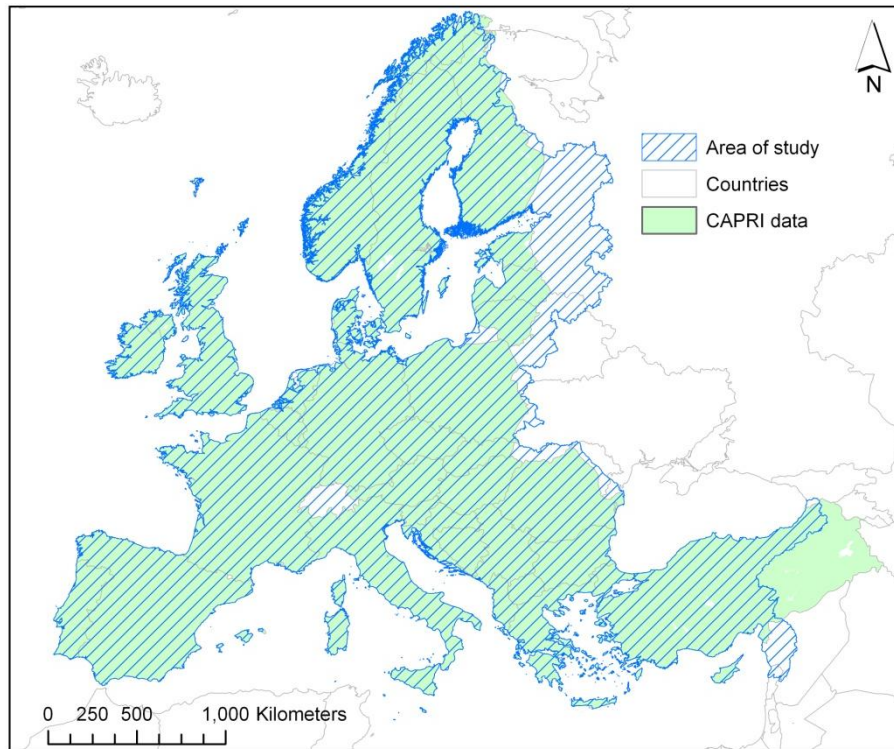 N
Area of study
Countries
CAPRI data
0 250 500 1,000 Kilometers